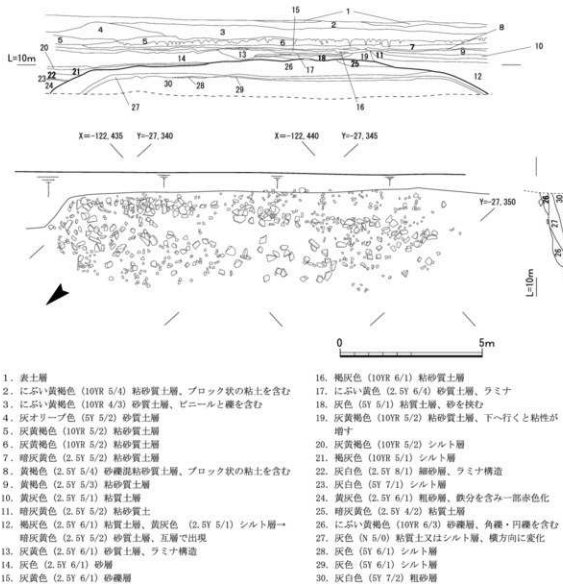 15
1
4
2
3
8
5
5
6
7
9
10
L=10m
20
14
13
18
19
11
22
21
26
17
25
12
23
24
30
28
29
27
16
X=-122,435 Y=-27,340
X=-122,440 Y=-27,345
Y=-27,350
28
30
27
26
L=10m
0
5m
1. 表土層
2. にぶい黄褐色 (10YR 5/4) 粘砂質土層、ブロック状の粘土を含む
3. にぶい黄褐色 (10YR 4/3) 砂質土層、ビニールと礫を含む
4. 灰オリーブ色 (5Y 5/2) 砂質土層
5. 灰黄褐色 (10YR 5/2) 粘砂質土層
6. 灰黄褐色 (10YR 5/2) 粘砂質土層
7. 暗灰黄色 (2.5Y 5/2) 粘砂質土層
8. 黄褐色 (2.5Y 5/4) 砂礫混粘砂質土層、ブロック状の粘土を含む
9. 黄褐色 (2.5Y 5/3) 粘砂質土層
10. 黄灰色 (2.5Y 5/1) 粘質土層
11. 暗灰黄色 (2.5Y 5/2) 粘砂質土
12. 褐灰色 (2.5Y 6/1) 粘質土層、黄灰色 (2.5Y 5/1) シルト層→
暗灰黄色 (2.5Y 5/2) 砂質土層、互層で出現
13. 灰黄色 (2.5Y 6/1) 砂質土層、ラミナ構造
14. 灰色 (2.5Y 6/1) 砂層
15. 灰色 (2.5Y 6/1) 砂礫層
16. 褐灰色 (10YR 6/1) 粘砂質土層
17. にぶい黄色 (2.5Y 6/4) 砂質土層、ラミナ
18. 灰色 (5Y 5/1) 粘質土層、砂を挟む
19. 灰黄褐色 (10YR 5/2) 粘砂質土層、下へ行くと粘性が
増す
20. 灰黄褐色 (10YR 5/2) シルト層
21. 褐灰色 (10YR 5/1) シルト層
22. 灰白色 (2.5Y 8/1) 細砂層、ラミナ構造
23. 灰白色 (5Y 7/1) シルト層
24. 黄灰色 (2.5Y 6/1) 粗砂層、鉄分を含み一部赤色化
25. 暗灰黄色 (2.5Y 4/2) 粘質土層
26. にぶい黄橙色 (10YR 6/3) 砂礫層、角礫・円礫を含む
27. 灰色 (N 5/0) 粘質土又はシルト層、横方向に変化
28. 灰色 (5Y 6/1) シルト層
29. 灰色 (5Y 6/1) シルト層
30. 灰白色 (5Y 7/2) 粗砂層